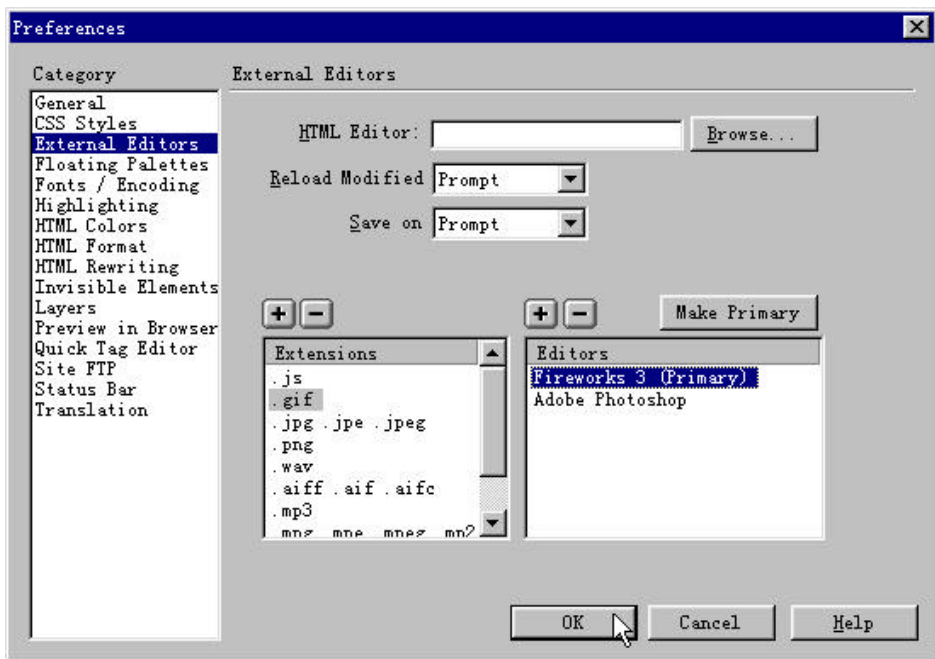 Preferences
Category
General
CSS Styles
External Editors
Floating Palettes
Fonts / Encoding
Highlighting
HTML Colors
HTML Format
HTML Rewriting
Invisible Elements
Layers
Preview in Browser
Quick Tag Editor
Site FTP
Status Bar
Translation
External Editors
HTML Editor:
Browse...
Reload Modified Prompt
Save on Prompt
Make Primary
Extensions
.js
.gif
.jpg .jpe .jpeg
.png
.wav
.aiff .aif .aifc
.mp3
Editors
Fireworks 3 (Primary)
Adobe Photoshop
OK
Cancel
Help